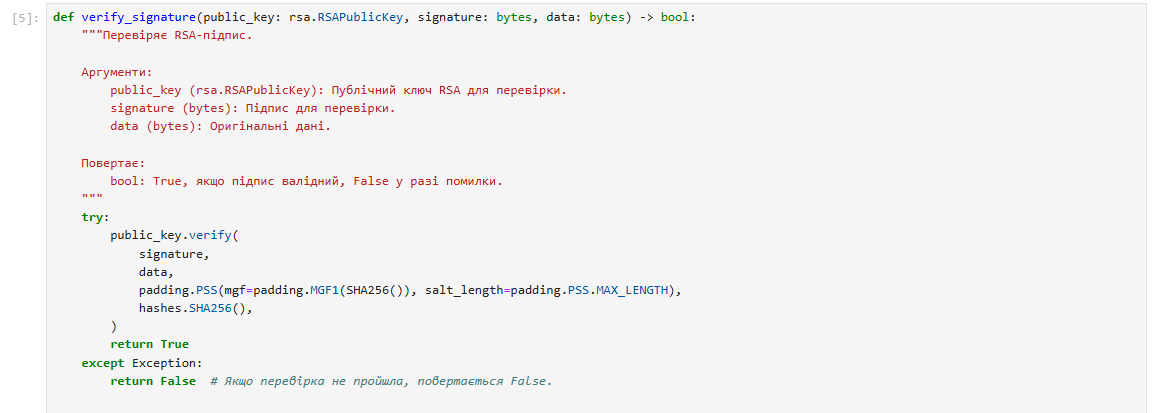 [5]: def verify_signature(public_key: rsa.RSAPublicKey, signature: bytes, data: bytes) -> bool:
"""Перевіряє RSA-підпис.
Аргументи:
public_key (rsa.RSAPublicKey): Публічний ключ RSA для перевірки.
signature (bytes): Підпис для перевірки.
data (bytes): Оригінальні дані.
Повертає:
bool: True, якщо підпис валідний, False у разі помилки.
"""
try:
public_key.verify(
signature,
data,
padding.PSS(mgf=padding.MGF1(SHA256()), salt_length=padding.PSS.MAX_LENGTH),
hashes.SHA256(),
)
return True
except Exception:
return False  # Якщо перевірка не пройшла, повертається False.